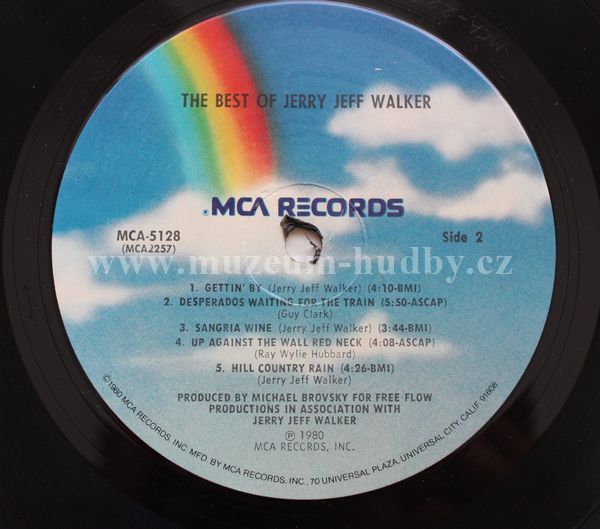 THE BEST OF JERRY JEFF WALKER
.MCA RECORDS
MCA-5128
(MCA2257)
Side 2
www.muzeum-hudby.cz
1. GETTIN' BY (Jerry Jeff Walker) (4:10-BMI)
2. DESPERADOS WAITING FOR THE TRAIN (5:50-ASCAP)
(Guy Clark)
3. SANGRIA WINE (Jerry Jeff Walker) (3:44-BMI)
4. UP AGAINST THE WALL RED NECK (4:08-ASCAP)
(Ray Wylie Hubbard)
5. HILL COUNTRY RAIN (4:26-BMI)
(Jerry Jeff Walker)
PRODUCED BY MICHAEL BROVSKY FOR FREE FLOW
PRODUCTIONS IN ASSOCIATION WITH
JERRY JEFF WALKER
℗ 1980
MCA RECORDS, INC.
©1980 MCA RECORDS, INC. MFD. BY MCA RECORDS, INC., 70 UNIVERSAL PLAZA, UNIVERSAL CITY, CALIF. 91608